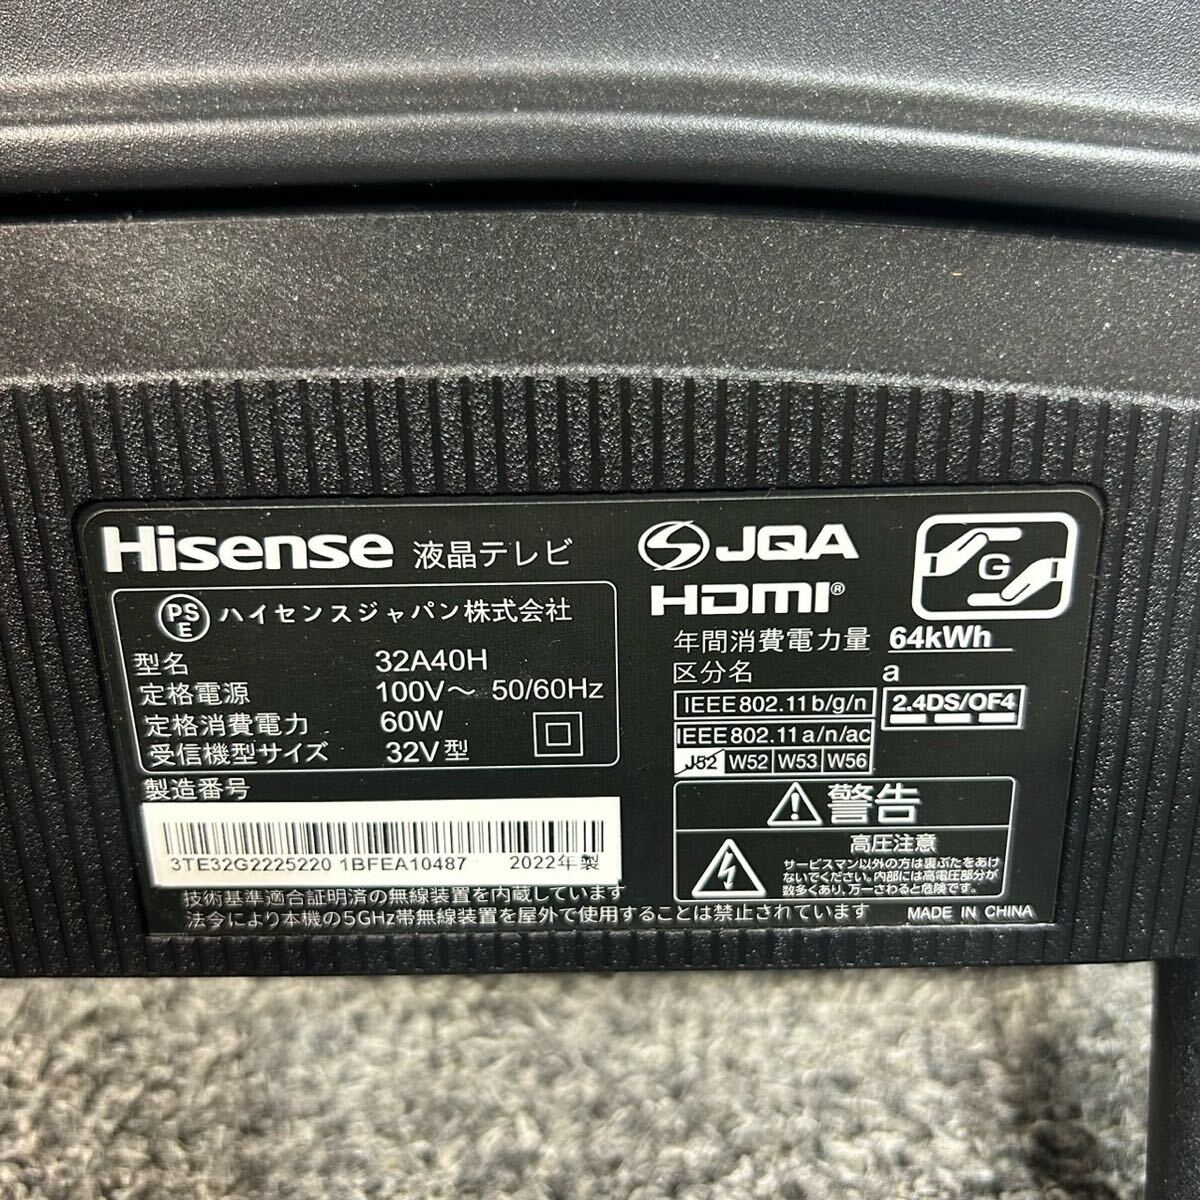 Hisense 液晶テレビ
PS E ハイセンスジャパン株式会社
型名 32A40H
定格電源 100V～ 50/60Hz
定格消費電力 60W
受信機型サイズ 32V型
製造番号
3TE32G2225220 1BFEA10487 2022年製
技術基準適合証明済の無線装置を内蔵しています
法令により本機の5GHz帯無線装置を屋外で使用することは禁止されています
JQA
HDMI®
G
年間消費電力量 64kWh
区分名 a
IEEE802.11b/g/n
2.4DS/OF4
IEEE802.11a/n/ac
J52 W52 W53 W56
警告
高圧注意
サービスマン以外の方は裏ぶたをあけ
ないでください。内部には高電圧部分が
数多くあり、万一さわると危険です。
MADE IN CHINA